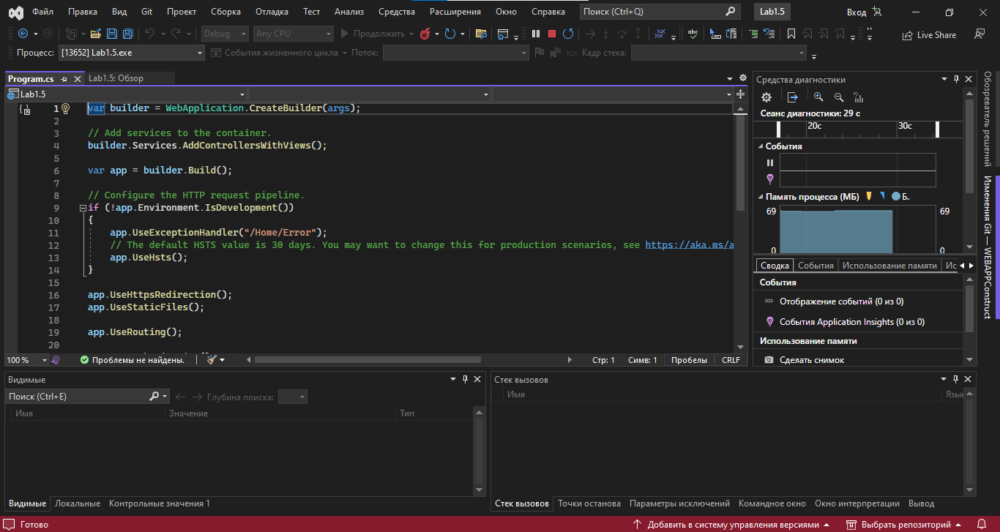 Файл Правка Вид Git Проект Сборка Отладка Тест Анализ Средства Расширения Окно Справка Поиск (Ctrl+Q) Lab1.5 Вход
Debug Any CPU Продолжить Live Share
Процесс: [13652] Lab1.5.exe События жизненного цикла Поток: Кадр стека:
Program.cs Lab1.5: Обзор
Lab1.5
1 var builder = WebApplication.CreateBuilder(args);
2
3 // Add services to the container.
4 builder.Services.AddControllersWithViews();
5
6 var app = builder.Build();
7
8 // Configure the HTTP request pipeline.
9 if (!app.Environment.IsDevelopment())
10 {
11 app.UseExceptionHandler("/Home/Error");
12 // The default HSTS value is 30 days. You may want to change this for production scenarios, see https://aka.ms/a
13 app.UseHsts();
14 }
15
16 app.UseHttpsRedirection();
17 app.UseStaticFiles();
18
19 app.UseRouting();
20
100 % Проблемы не найдены. Стр: 1 Симв: 1 Пробелы CRLF
Средства диагностики
Сеанс диагностики: 29 с
20с 30с
События
Память процесса (МБ) Б..
69 69
0 0
Сводка События Использование памяти Ис
События
Отображение событий (0 из 0)
События Application Insights (0 из 0)
Использование памяти
Сделать снимок
Обозреватель решений
Изменения Git — WEBAPPConstruct
Видимые
Поиск (Ctrl+E) Глубина поиска:
Имя Значение Тип
Видимые Локальные Контрольные значения 1
Стек вызовов
Имя Язык
Стек вызовов Точки останова Параметры исключений Командное окно Окно интерпретации Вывод
Готово Добавить в систему управления версиями Выбрать репозиторий